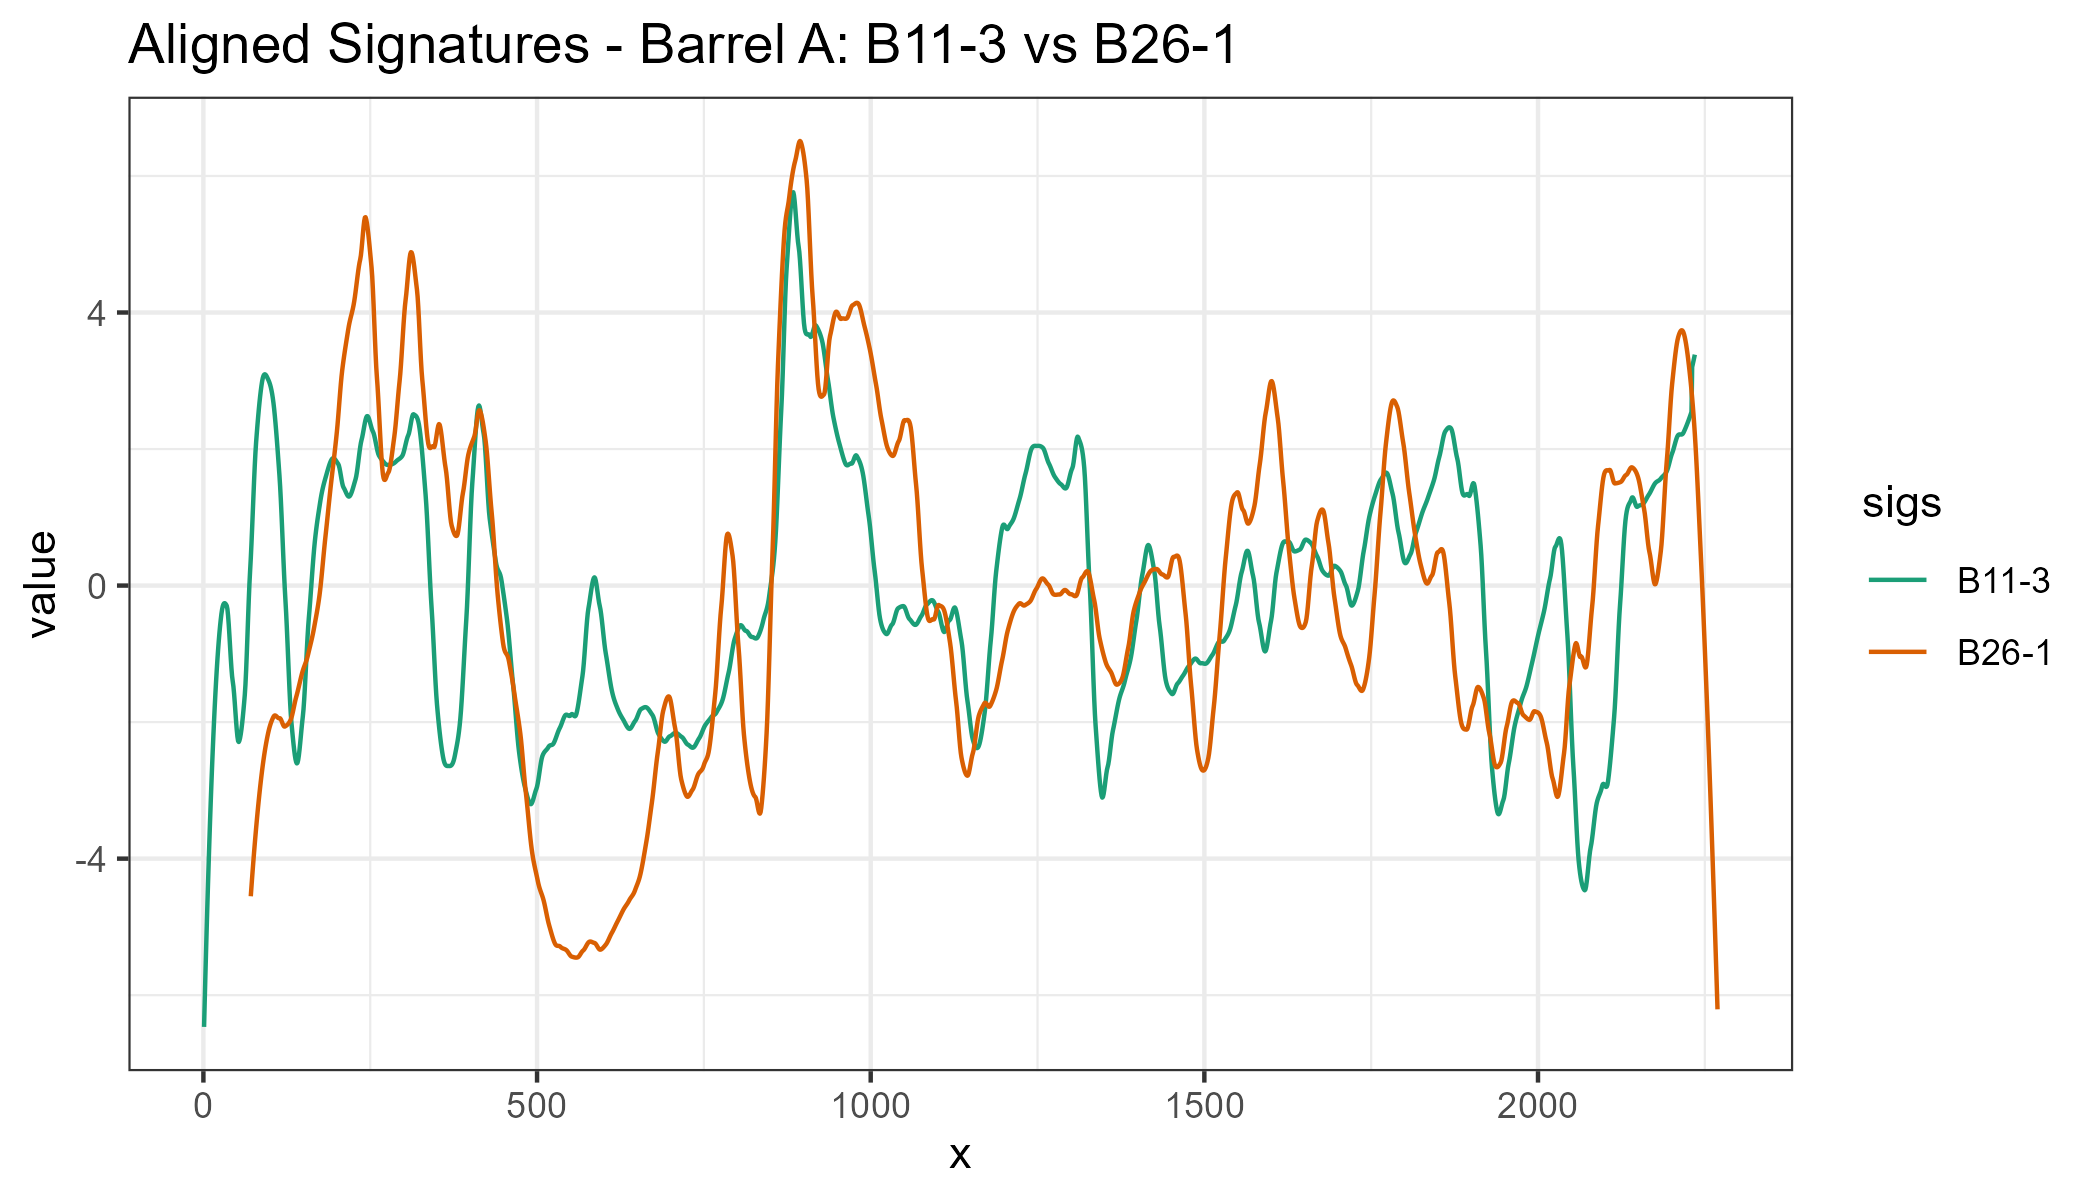 Aligned Signatures - Barrel A: B11-3 vs B26-1
value
4
0
-4
0 500 1000 1500 2000
x
sigs
B11-3
B26-1